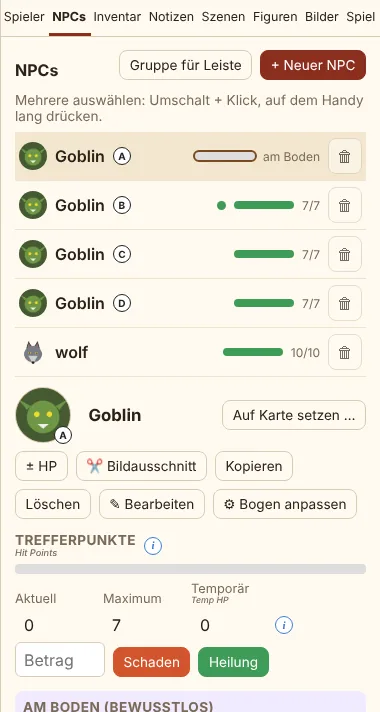 Spieler NPCs Inventar Notizen Szenen Figuren Bilder Spiel
NPCs
Gruppe für Leiste
+ Neuer NPC
Mehrere auswählen: Umschalt + Klick, auf dem Handy
lang drücken.
Goblin A am Boden
Goblin B 7/7
Goblin C 7/7
Goblin D 7/7
wolf 10/10
A
Goblin
Auf Karte setzen ...
± HP
✂️ Bildausschnitt
Kopieren
Löschen
✎ Bearbeiten
⚙ Bogen anpassen
TREFFERPUNKTE i
Hit Points
Aktuell Maximum Temporär
Temp HP
0 7 0 i
Betrag Schaden Heilung
AM BODEN (BEWUSSTLOS)